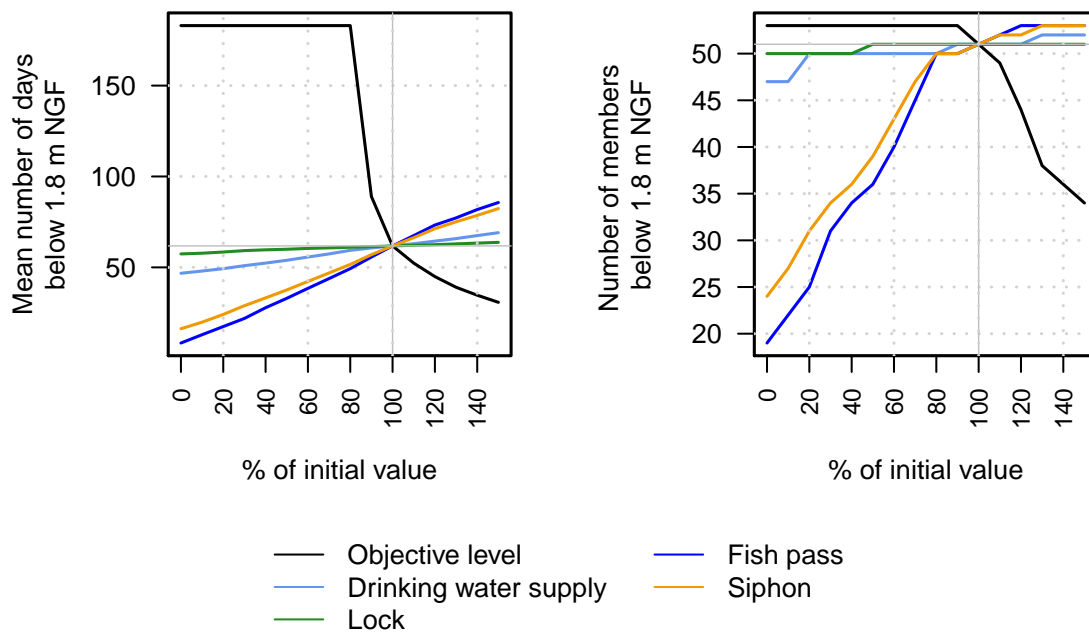 Mean number of days
below 1.8 m NGF
50
100
150
0
20
40
60
80
100
120
140
% of initial value
Number of members
below 1.8 m NGF
20
25
30
35
40
45
50
0
20
40
60
80
100
120
140
% of initial value
Objective level
Drinking water supply
Lock
Fish pass
Siphon